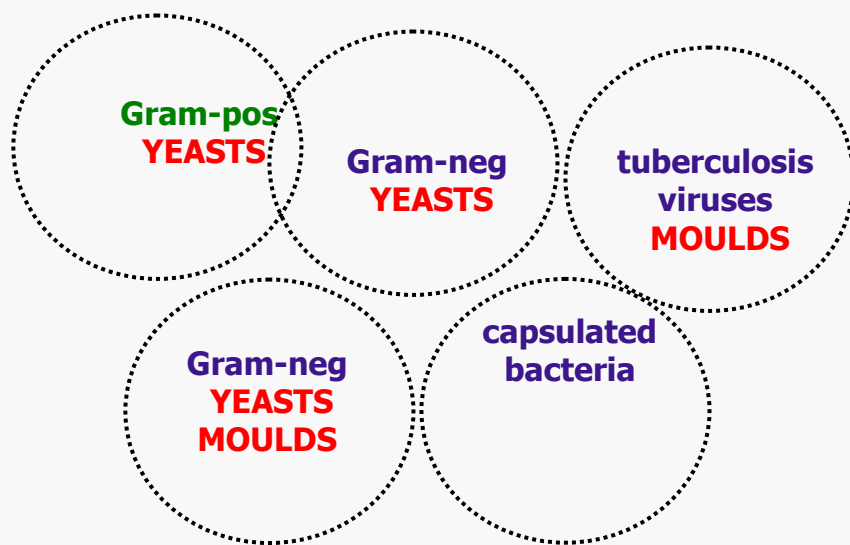 Gram-pos
YEASTS
Gram-neg
YEASTS
tuberculosis
viruses
MOULDS
Gram-neg
YEASTS
MOULDS
capsulated
bacteria